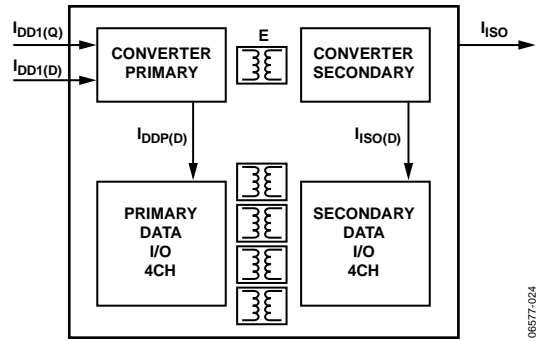 IDD1(Q)
IDD1(D)
CONVERTER
PRIMARY
E
CONVERTER
SECONDARY
IISO
IDDP(D)
IISO(D)
PRIMARY
DATA
I/O
4CH
SECONDARY
DATA
I/O
4CH
06577-024